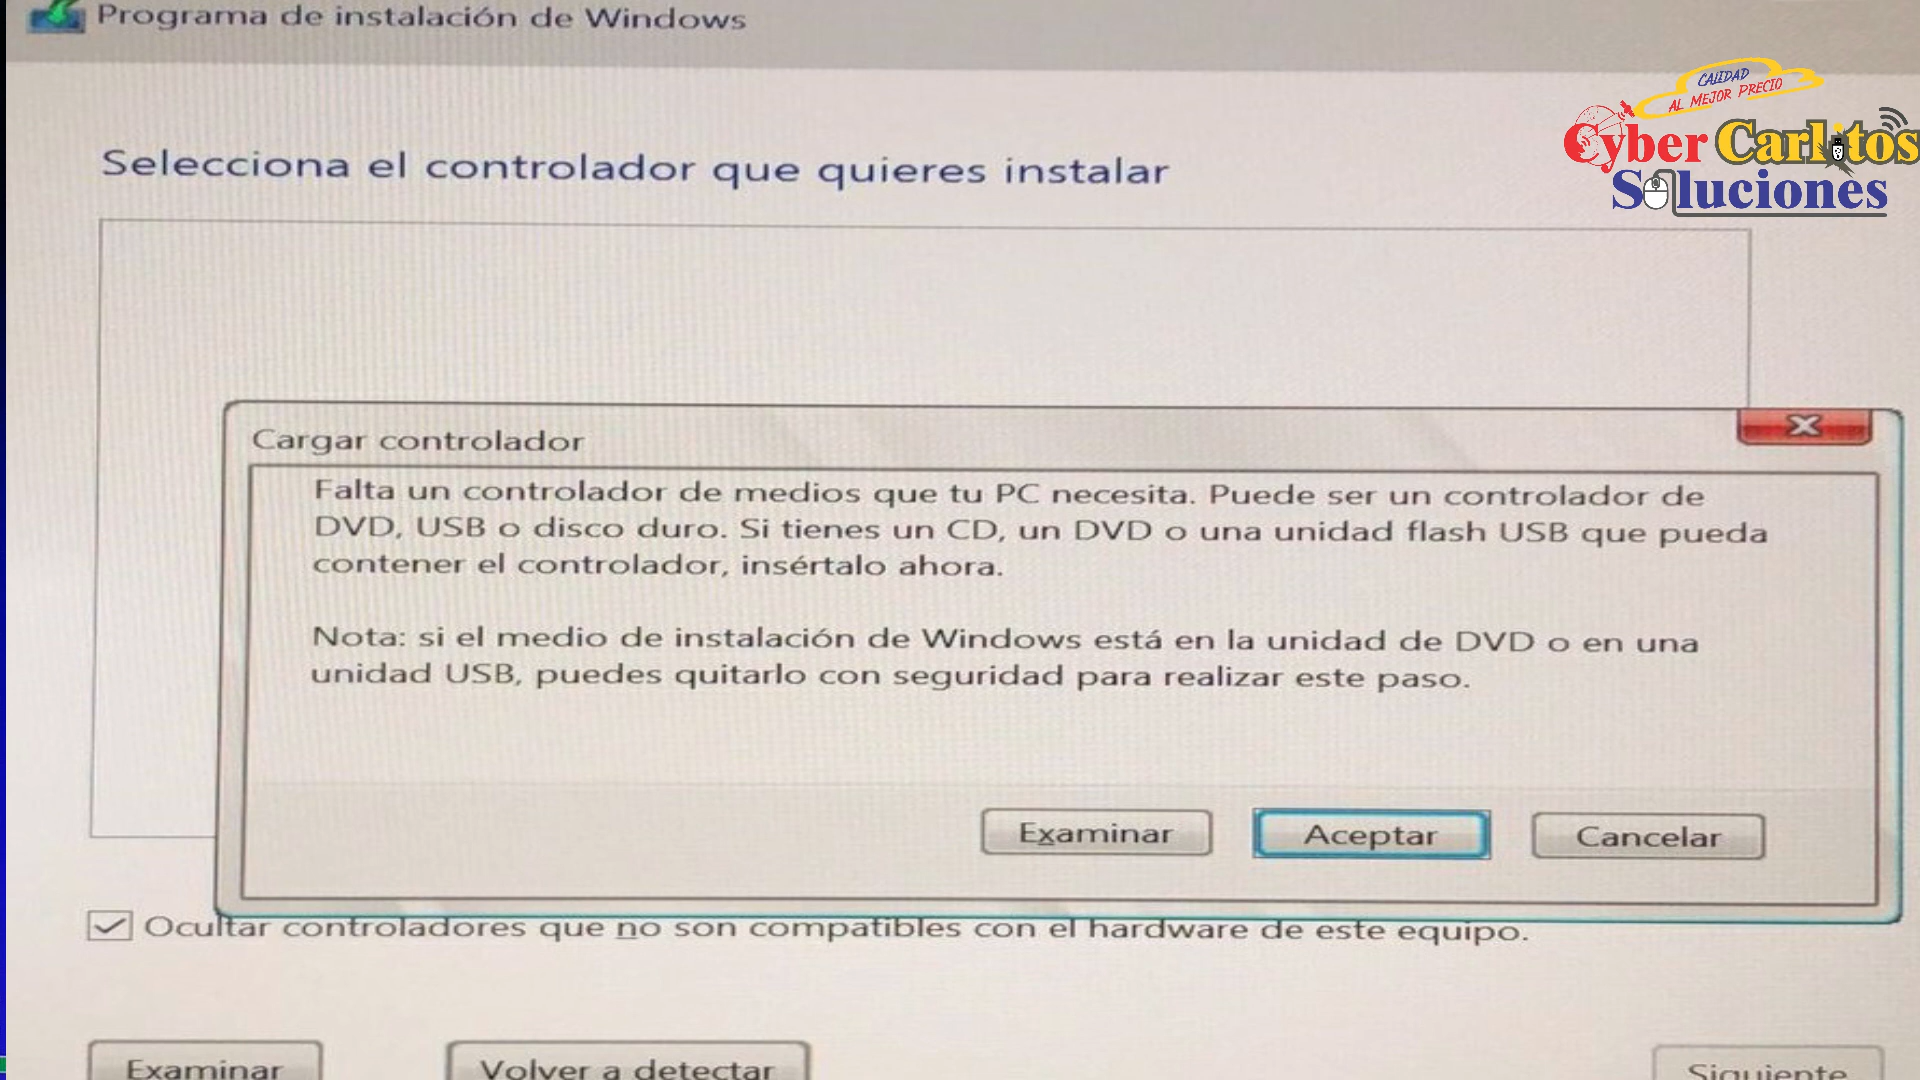 Programa de instalación de Windows
CALIDAD
AL MEJOR PRECIO
Cyber Carlitos
Soluciones
Selecciona el controlador que quieres instalar
Cargar controlador
Falta un controlador de medios que tu PC necesita. Puede ser un controlador de
DVD, USB o disco duro. Si tienes un CD, un DVD o una unidad flash USB que pueda
contener el controlador, insértalo ahora.
Nota: si el medio de instalación de Windows está en la unidad de DVD o en una
unidad USB, puedes quitarlo con seguridad para realizar este paso.
Examinar Aceptar Cancelar
Ocultar controladores que no son compatibles con el hardware de este equipo.
Examinar Volver a detectar Siguiente